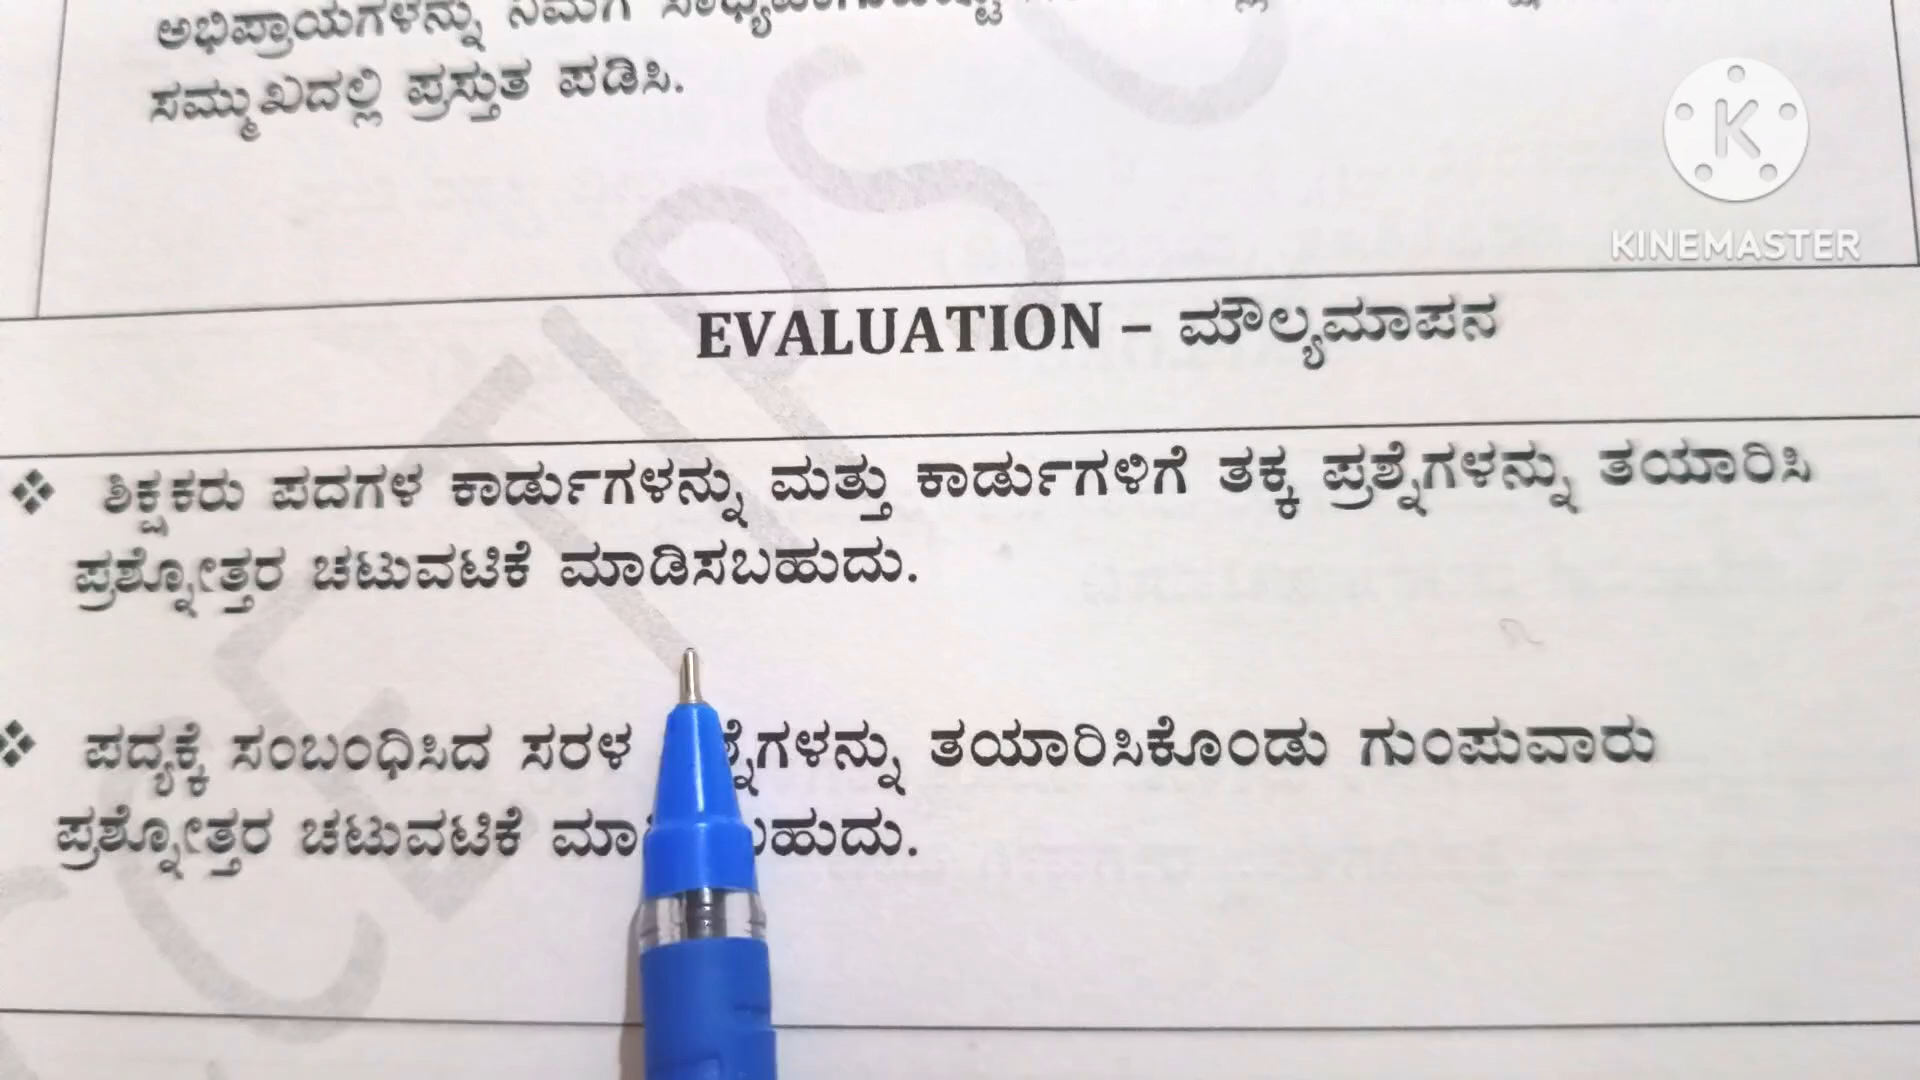 ಅಭಿಪ್ರಾಯಗಳನ್ನು ನಿಮಗೆ
ಸಮ್ಮುಖದಲ್ಲಿ ಪ್ರಸ್ತುತ ಪಡಿಸಿ.
K
KINEMASTER
EVALUATION – ಮೌಲ್ಯಮಾಪನ
❖ ಶಿಕ್ಷಕರು ಪದಗಳ ಕಾರ್ಡುಗಳನ್ನು ಮತ್ತು ಕಾರ್ಡುಗಳಿಗೆ ತಕ್ಕ ಪ್ರಶ್ನೆಗಳನ್ನು ತಯಾರಿಸಿ
ಪ್ರಶ್ನೋತ್ತರ ಚಟುವಟಿಕೆ ಮಾಡಿಸಬಹುದು.
❖ ಪದ್ಯಕ್ಕೆ ಸಂಬಂಧಿಸಿದ ಸರಳ ತಯಾರಿಸಿಕೊಂಡು ಗುಂಪುವಾರು
ಪ್ರಶ್ನೋತ್ತರ ಚಟುವಟಿಕೆ